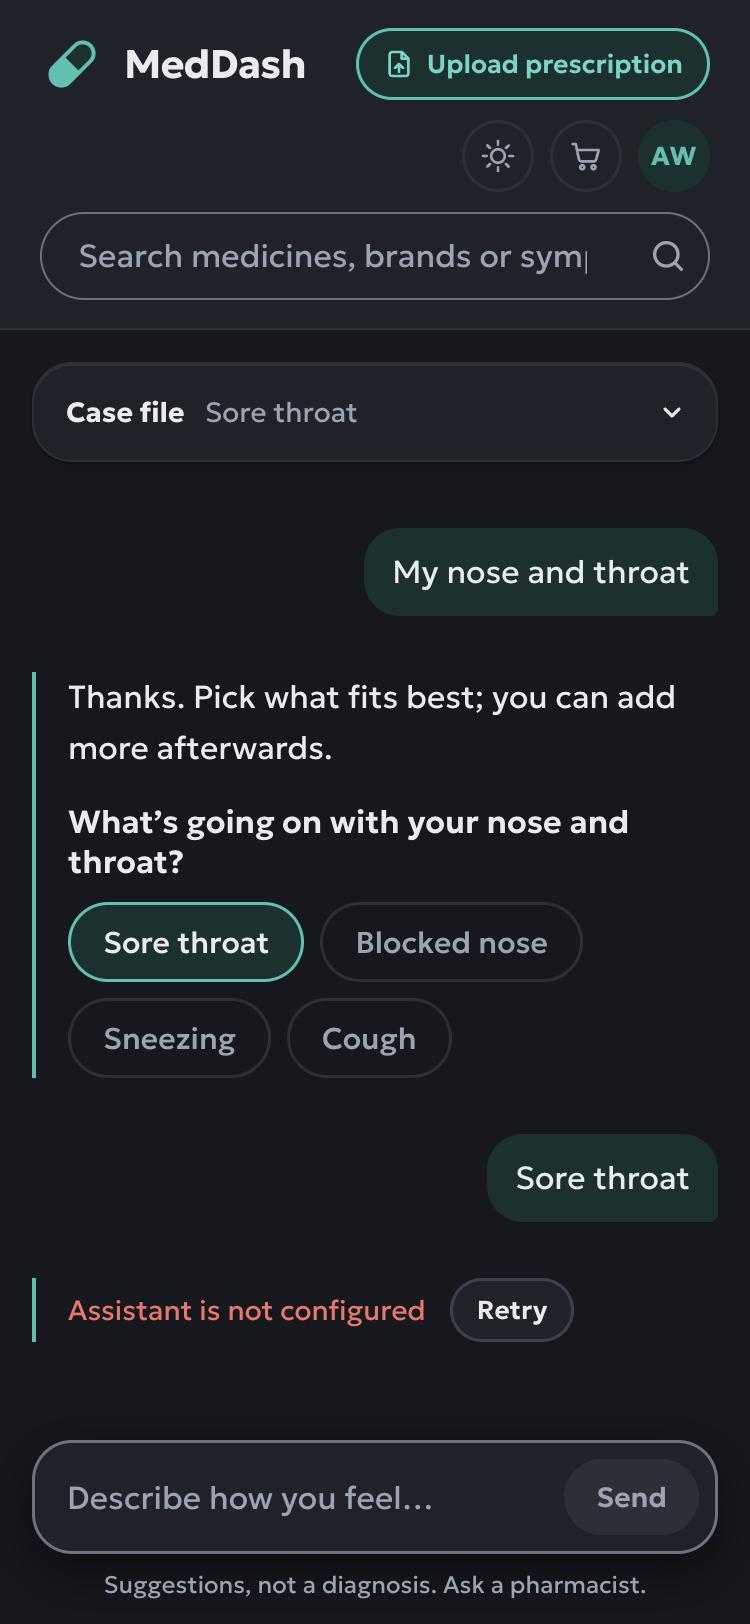 MedDash
Upload prescription
AW
Search medicines, brands or sym
Case file Sore throat
My nose and throat
Thanks. Pick what fits best; you can add
more afterwards.
What’s going on with your nose and
throat?
Sore throat
Blocked nose
Sneezing
Cough
Sore throat
Assistant is not configured
Retry
Describe how you feel...
Send
Suggestions, not a diagnosis. Ask a pharmacist.